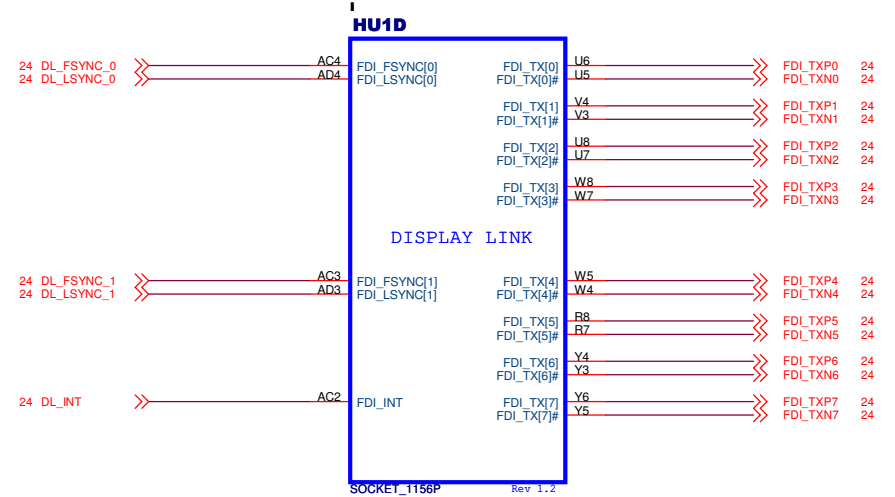 HU1D
24 DL_FSYNC_0 AC4 FDI_FSYNC[0] FDI_TX[0] U6 FDI_TXP0 24
24 DL_LSYNC_0 AD4 FDI_LSYNC[0] FDI_TX[0]# U5 FDI_TXN0 24
FDI_TX[1] V4 FDI_TXP1 24
FDI_TX[1]# V3 FDI_TXN1 24
FDI_TX[2] U8 FDI_TXP2 24
FDI_TX[2]# U7 FDI_TXN2 24
FDI_TX[3] W8 FDI_TXP3 24
FDI_TX[3]# W7 FDI_TXN3 24
DISPLAY LINK
24 DL_FSYNC_1 AC3 FDI_FSYNC[1] FDI_TX[4] W5 FDI_TXP4 24
24 DL_LSYNC_1 AD3 FDI_LSYNC[1] FDI_TX[4]# W4 FDI_TXN4 24
FDI_TX[5] R8 FDI_TXP5 24
FDI_TX[5]# R7 FDI_TXN5 24
FDI_TX[6] Y4 FDI_TXP6 24
FDI_TX[6]# Y3 FDI_TXN6 24
24 DL_INT AC2 FDI_INT FDI_TX[7] Y6 FDI_TXP7 24
FDI_TX[7]# Y5 FDI_TXN7 24
SOCKET_1156P Rev 1.2